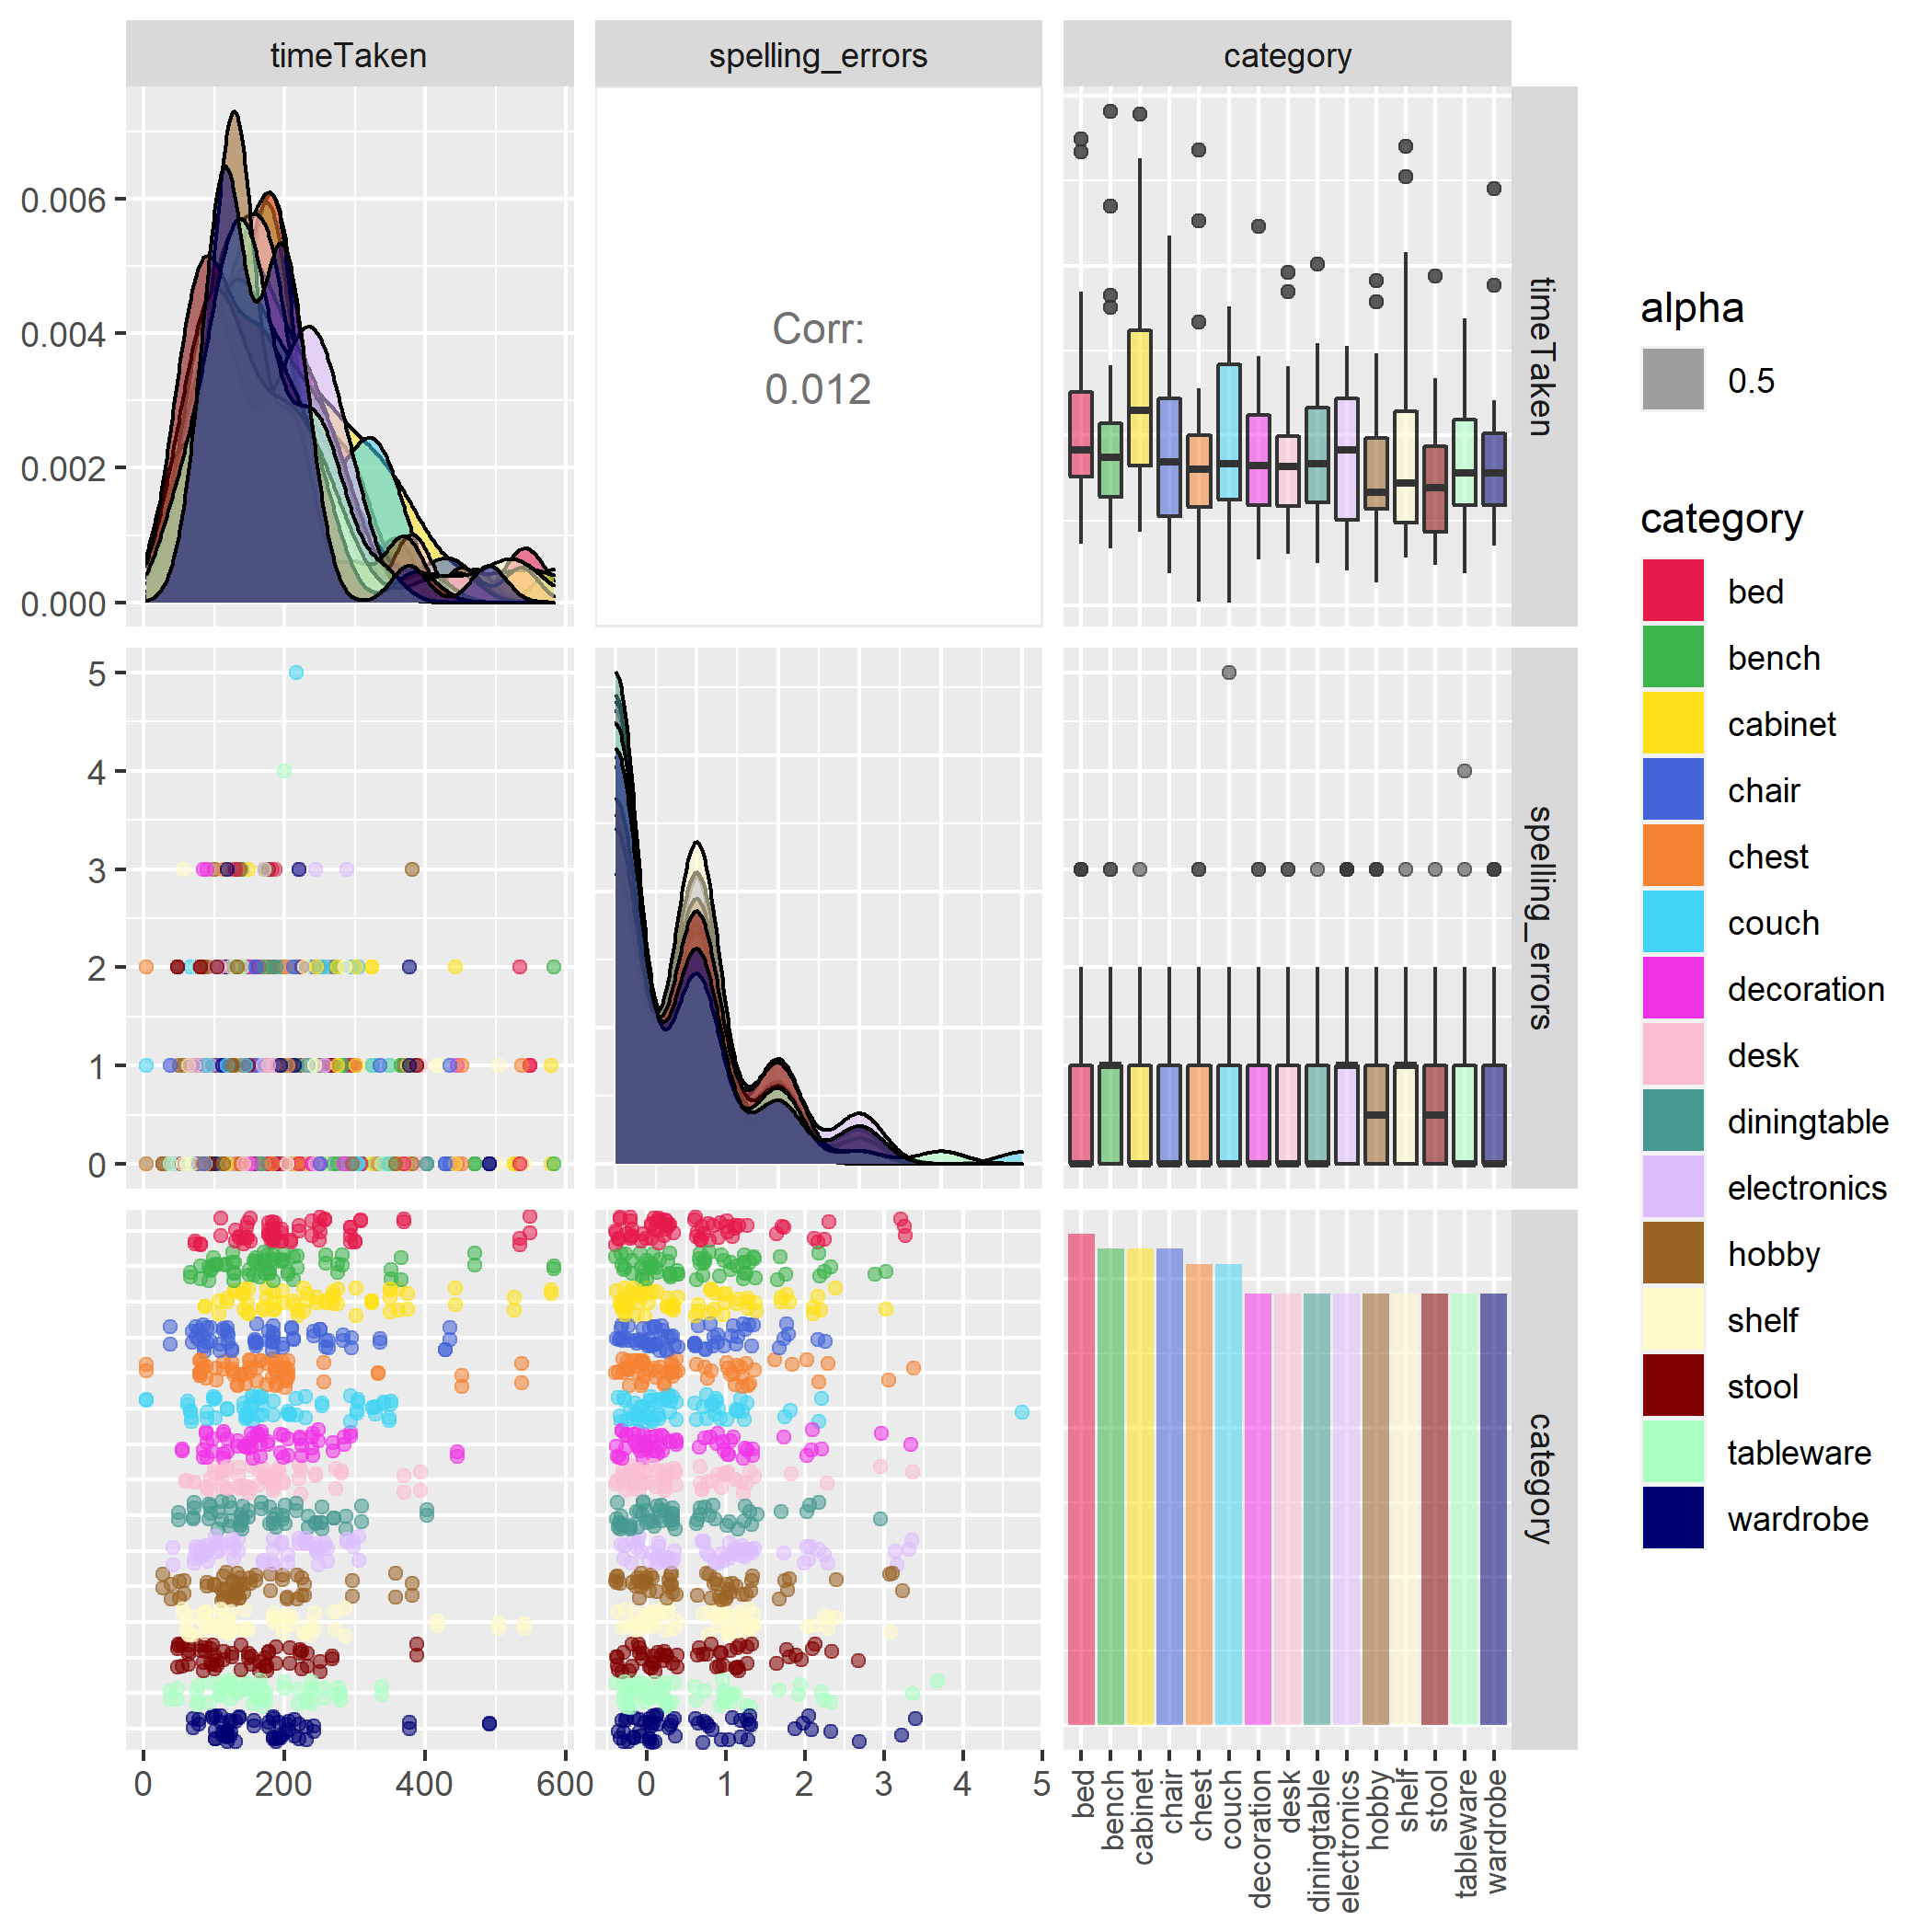 timeTaken
spelling_errors
category
0.006
0.004
0.002
0.000
Corr:
0.012
timeTaken
5
4
3
2
1
0
spelling_errors
category
0
200
400
600
0
1
2
3
4
5
bed
bench
cabinet
chair
chest
couch
decoration
desk
diningtable
electronics
hobby
shelf
stool
tableware
wardrobe
alpha
0.5
category
bed
bench
cabinet
chair
chest
couch
decoration
desk
diningtable
electronics
hobby
shelf
stool
tableware
wardrobe